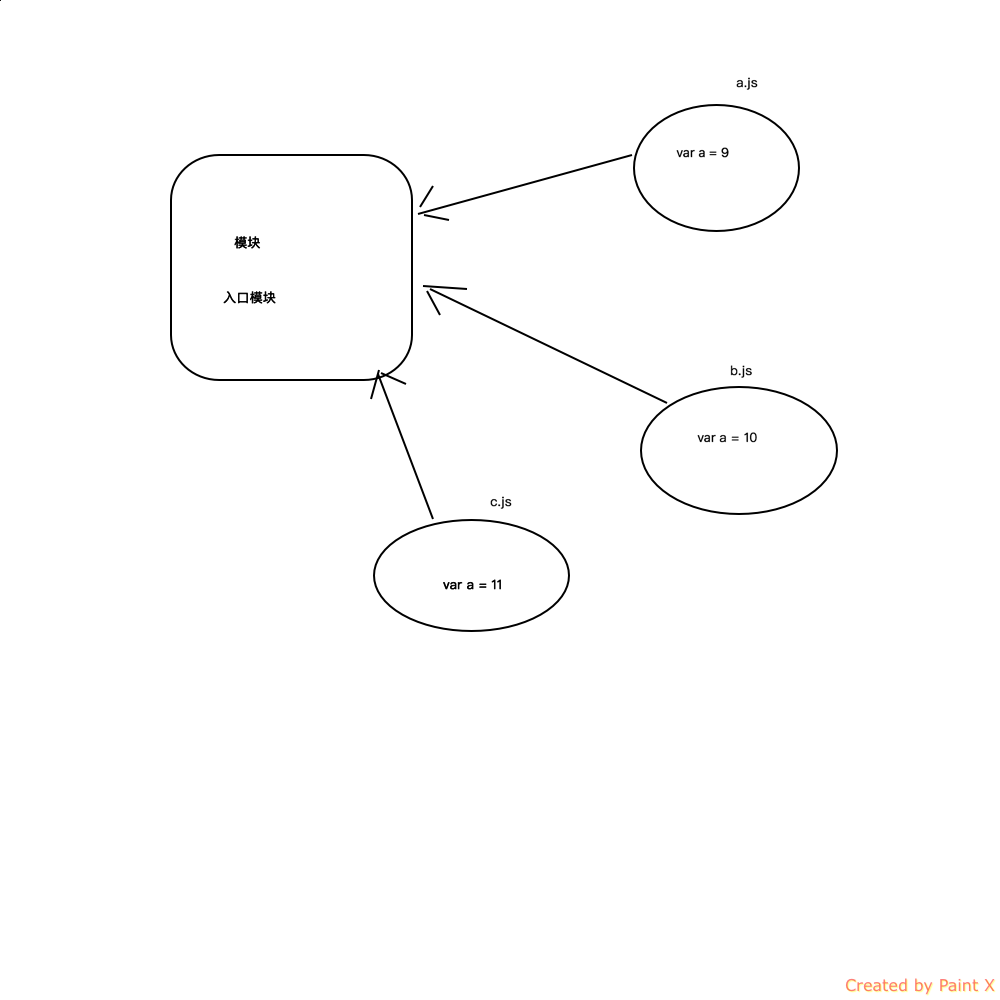 a.js
var a = 9
模块
入口模块
b.js
var a = 10
c.js
var a = 11
Created by Paint X